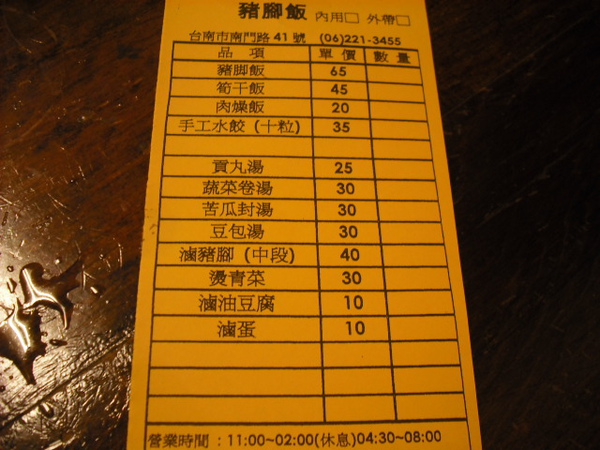 豬腳飯 內用□ 外帶□
台南市南門路 41 號 (06)221-3455
品 項 單 價 數 量
豬脚飯 65
筍干飯 45
肉燥飯 20
手工水餃 (十粒) 35
貢丸湯 25
蔬菜卷湯 30
苦瓜封湯 30
豆包湯 30
滷豬腳 (中段) 40
燙青菜 30
滷油豆腐 10
滷蛋 10
營業時間 : 11:00~02:00(休息)04:30~08:00